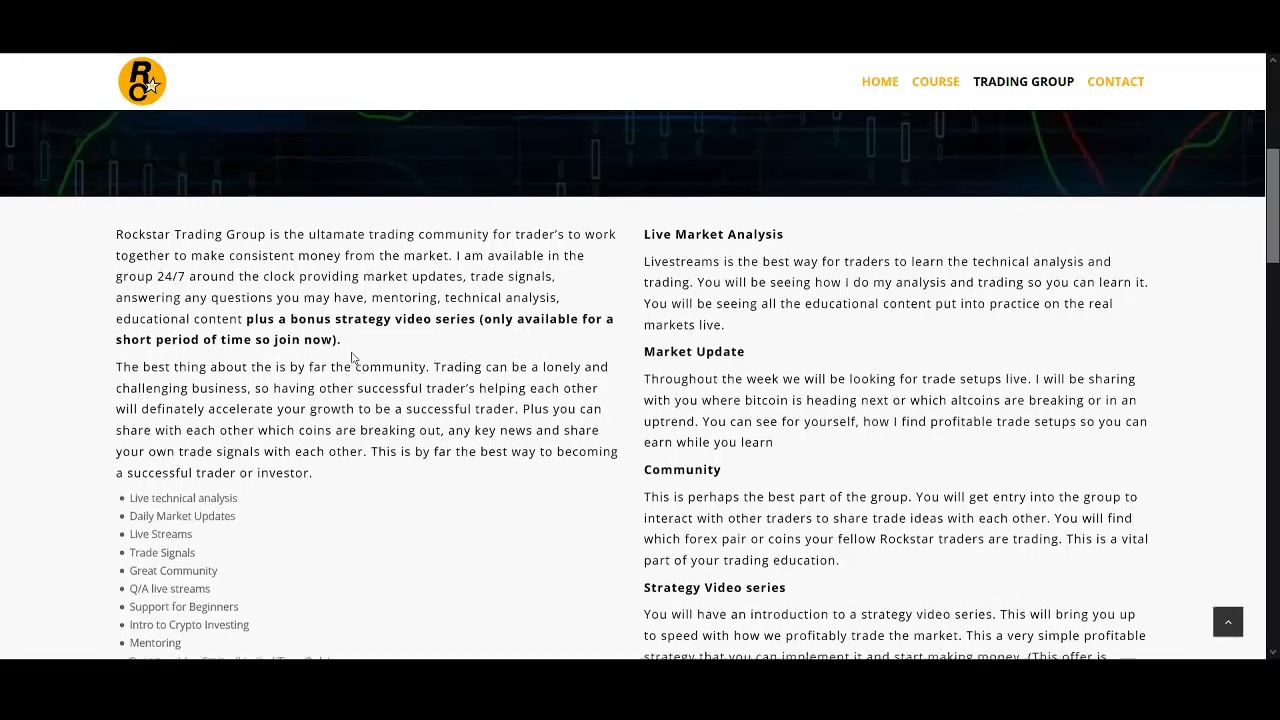 R
C
HOME COURSE TRADING GROUP CONTACT
Rockstar Trading Group is the ultamate trading community for trader's to work
together to make consistent money from the market. I am available in the
group 24/7 around the clock providing market updates, trade signals,
answering any questions you may have, mentoring, technical analysis,
educational content plus a bonus strategy video series (only available for a
short period of time so join now).
The best thing about the is by far the community. Trading can be a lonely and
challenging business, so having other successful trader's helping each other
will definately accelerate your growth to be a successful trader. Plus you can
share with each other which coins are breaking out, any key news and share
your own trade signals with each other. This is by far the best way to becoming
a successful trader or investor.
Live technical analysis
Daily Market Updates
Live Streams
Trade Signals
Great Community
Q/A live streams
Support for Beginners
Intro to Crypto Investing
Mentoring
Live Market Analysis
Livestreams is the best way for traders to learn the technical analysis and
trading. You will be seeing how I do my analysis and trading so you can learn it.
You will be seeing all the educational content put into practice on the real
markets live.
Market Update
Throughout the week we will be looking for trade setups live. I will be sharing
with you where bitcoin is heading next or which altcoins are breaking or in an
uptrend. You can see for yourself, how I find profitable trade setups so you can
earn while you learn
Community
This is perhaps the best part of the group. You will get entry into the group to
interact with other traders to share trade ideas with each other. You will find
which forex pair or coins your fellow Rockstar traders are trading. This is a vital
part of your trading education.
Strategy Video series
You will have an introduction to a strategy video series. This will bring you up
to speed with how we profitably trade the market. This a very simple profitable
strategy that you can implement it and start making money. (This offer is